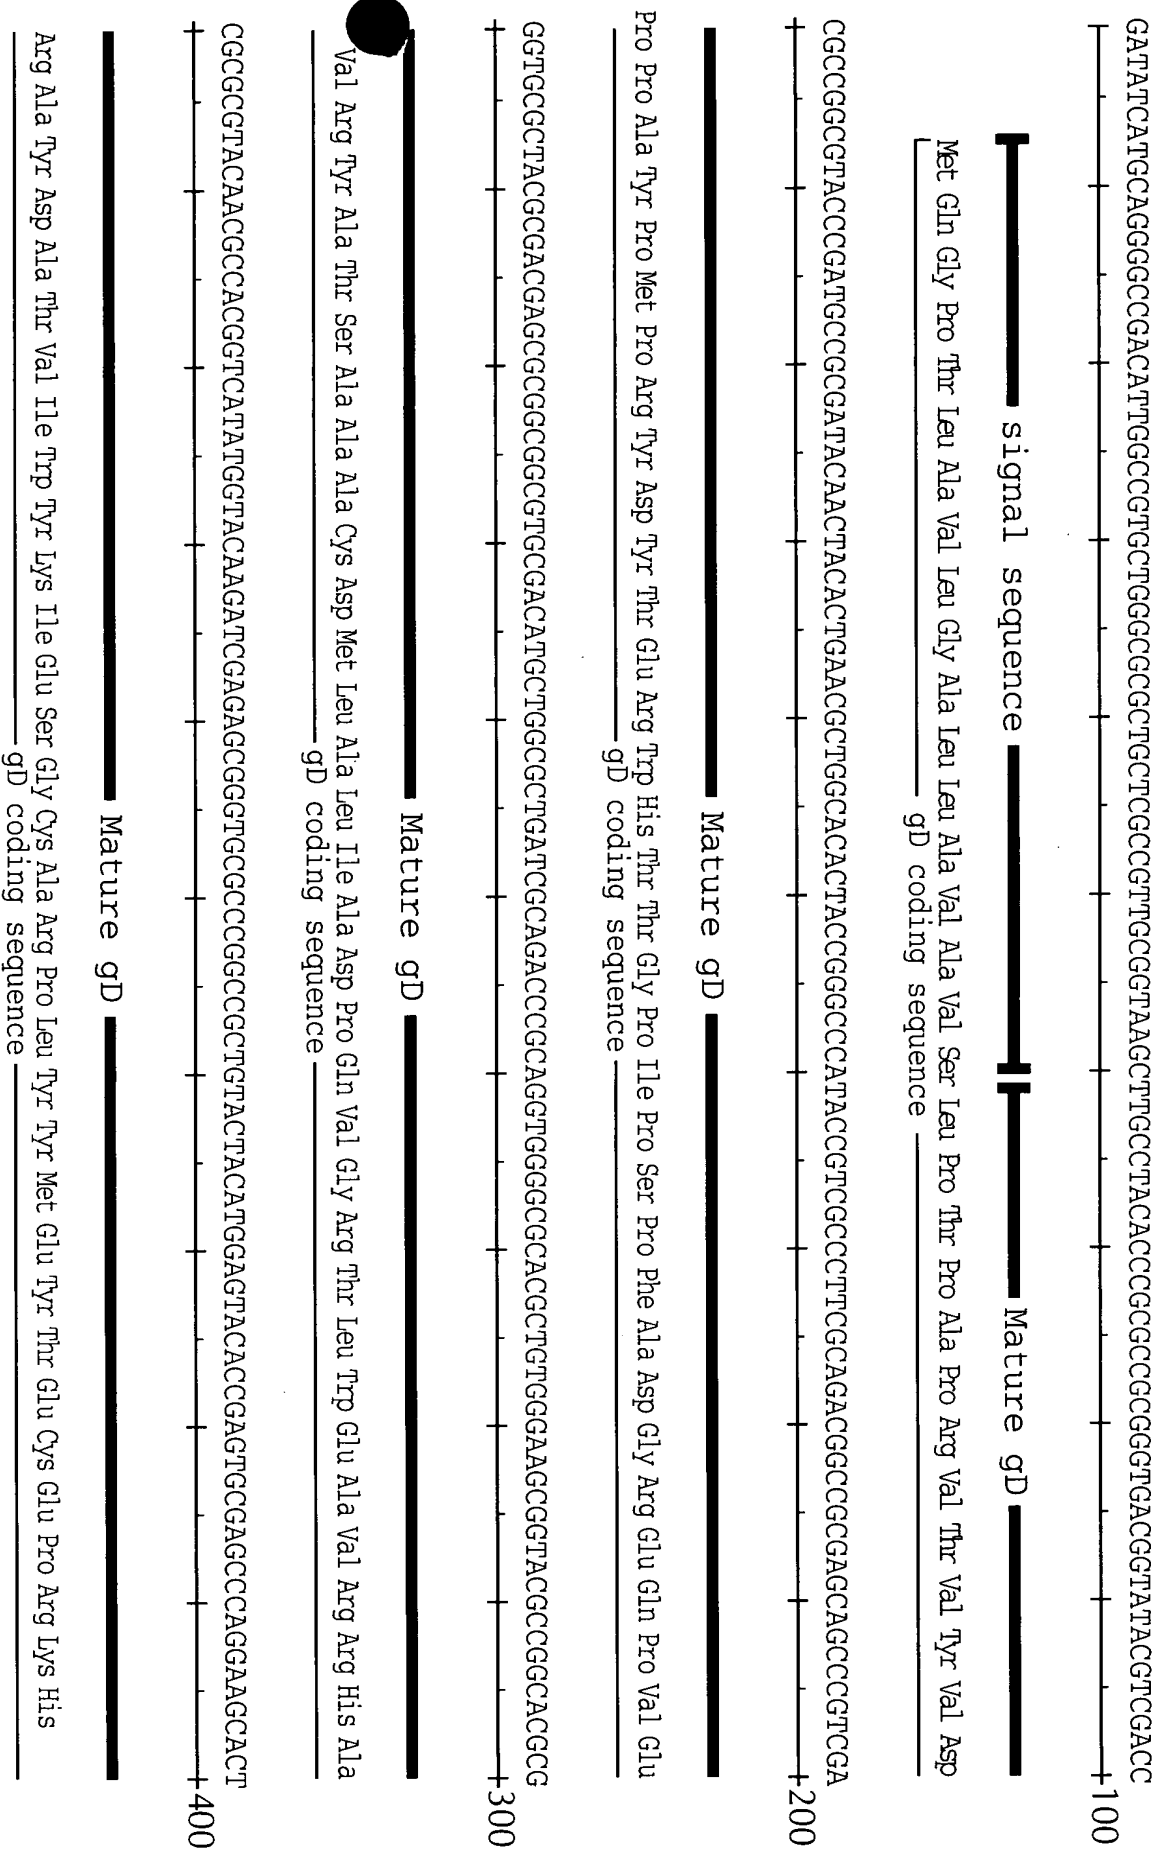 GATATCATGCAGGGGCCGACATTGGCCGTGCTGGGCGCGCTGCTCGCCGTTGCGGTAAGCTTGCCTACACCCGCGCCGCGGGTGACGGTATACGTCGACC
100
signal sequence Mature gD
Met Gln Gly Pro Thr Leu Ala Val Leu Gly Ala Leu Leu Ala Val Ala Val Ser Leu Pro Thr Pro Ala Pro Arg Val Thr Val Tyr Val Asp
gD coding sequence
CGCCGGCGTACCCGATGCCGCGATACAACTACACTGAACGCTGGCACACTACCGGGCCCATACCGTCGCCCTTCGCAGACGGCCGCGAGCAGCCCGTCGA
200
Mature gD
Pro Pro Ala Tyr Pro Met Pro Arg Tyr Asp Tyr Thr Glu Arg Trp His Thr Thr Gly Pro Ile Pro Ser Pro Phe Ala Asp Gly Arg Glu Gln Pro Val Glu
gD coding sequence
GGTGCGCTACGCGACGAGCGCGGCGGCGTGCGACATGCTGGCGCTGATCGCAGACCCGCAGGTGGGGCGCACGCTGTGGGAAGCGGTACGCCGGCACGCG
300
Mature gD
Val Arg Tyr Ala Thr Ser Ala Ala Ala Cys Asp Met Leu Ala Leu Ile Ala Asp Pro Gln Val Gly Arg Thr Leu Trp Glu Ala Val Arg Arg His Ala
gD coding sequence
CGCGCGTACAACGCCACGGTCATATGGTACAAGATCGAGAGCGGGTGCGCCCGGCCGCTGTACTACATGGAGTACACCGAGTGCGAGCCCAGGAAGCACT
400
Mature gD
Arg Ala Tyr Asp Ala Thr Val Ile Trp Tyr Lys Ile Glu Ser Gly Cys Ala Arg Pro Leu Tyr Tyr Met Glu Tyr Thr Glu Cys Glu Pro Arg Lys His
gD coding sequence